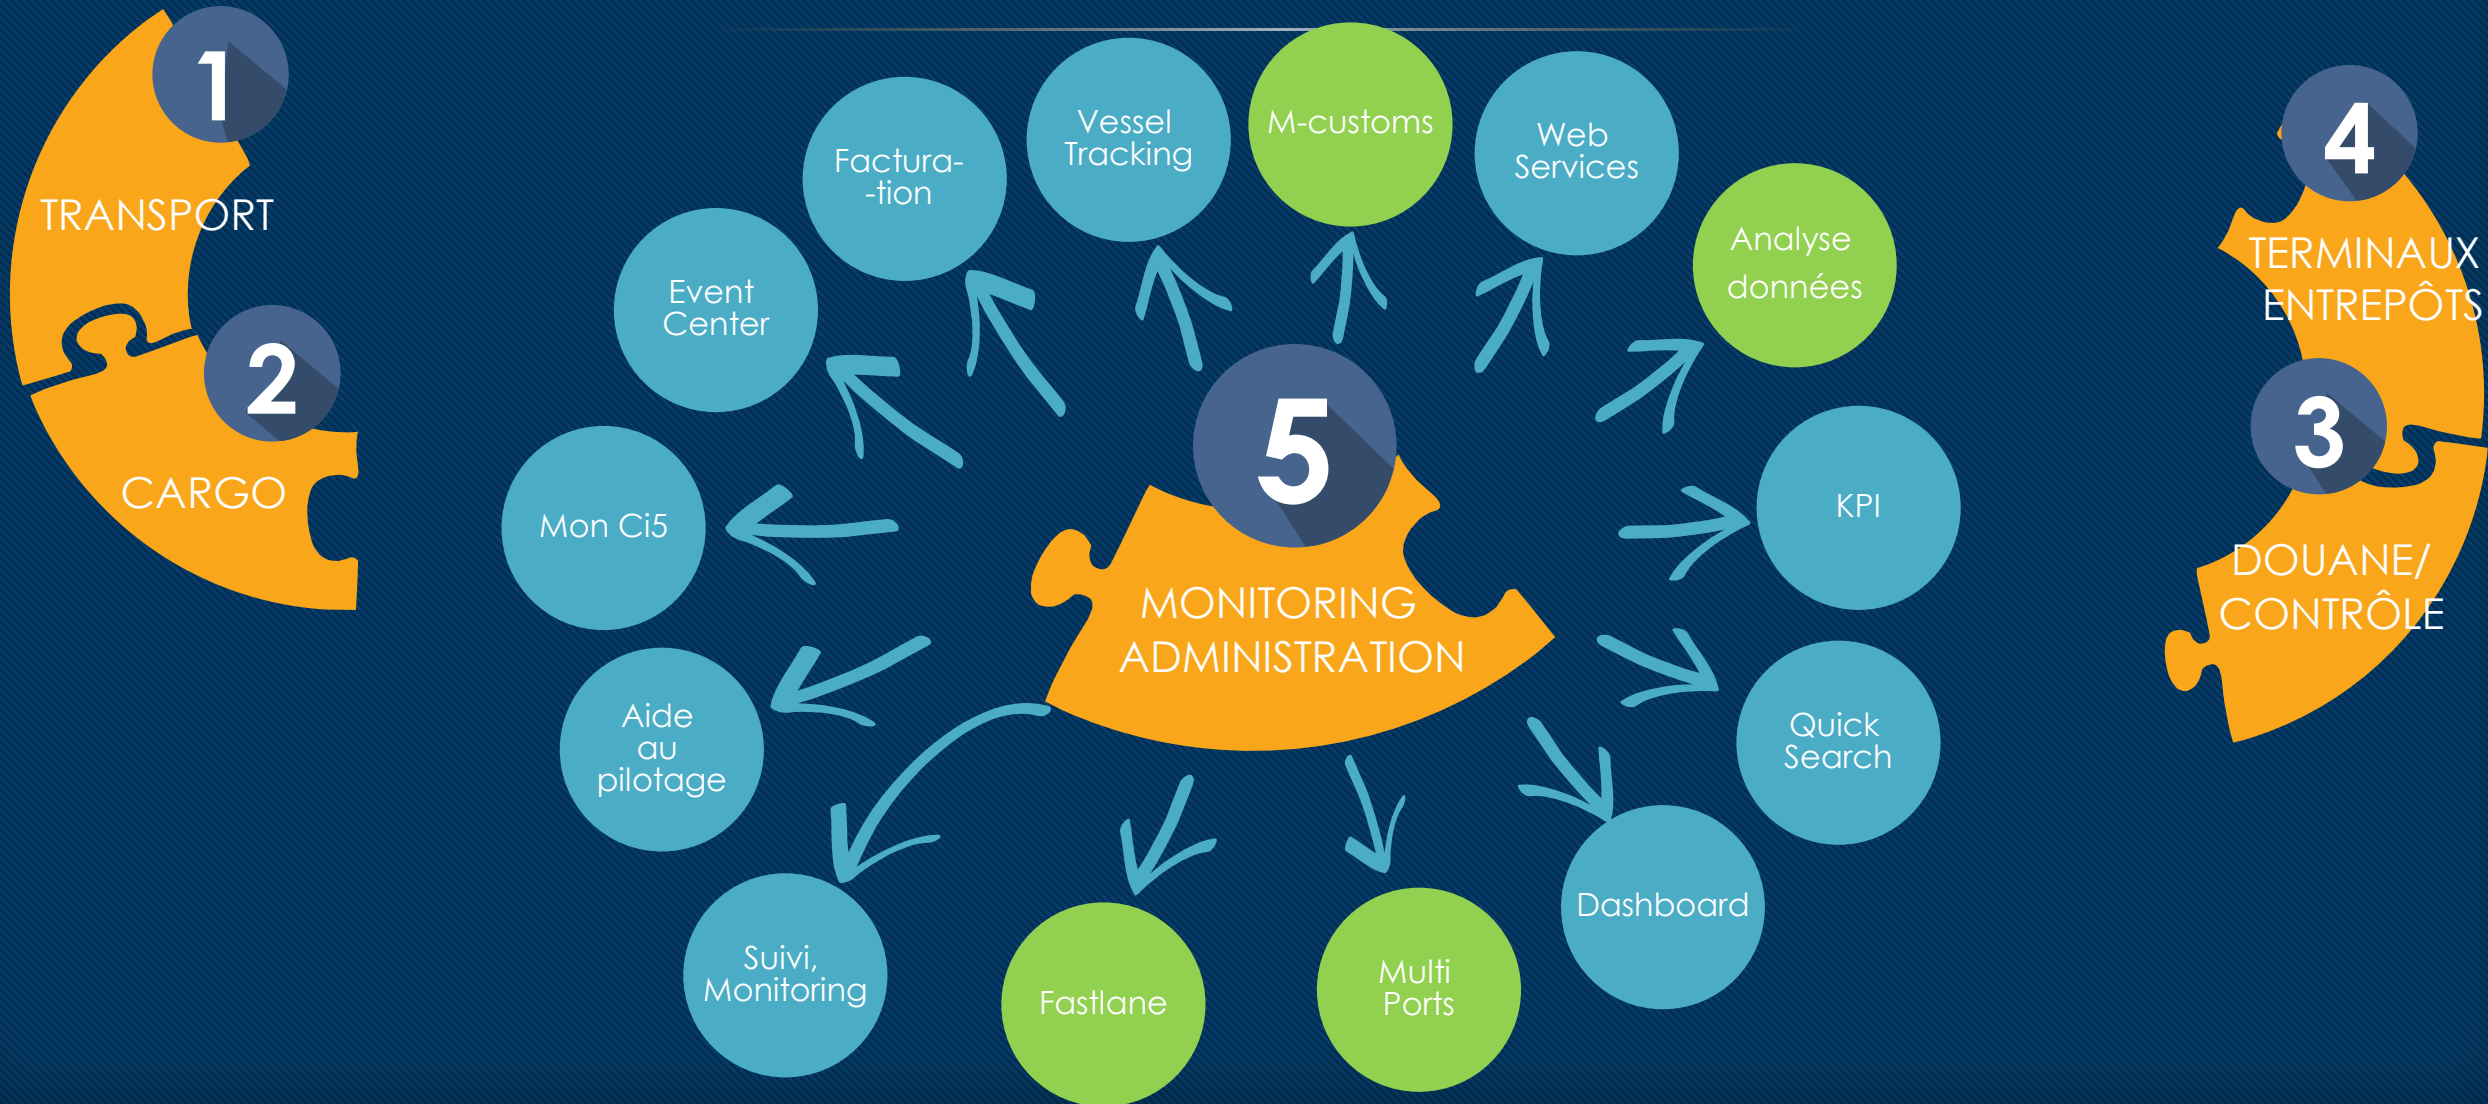 1
TRANSPORT
2
CARGO
Factura-
-tion
Vessel
Tracking
M-customs
Web
Services
Analyse
données
Event
Center
Mon Ci5
Aide
au
pilotage
Suivi,
Monitoring
Fastlane
Multi
Ports
Dashboard
Quick
Search
KPI
5
MONITORING
ADMINISTRATION
4
TERMINAUX
ENTREPÔTS
3
DOUANE/
CONTRÔLE